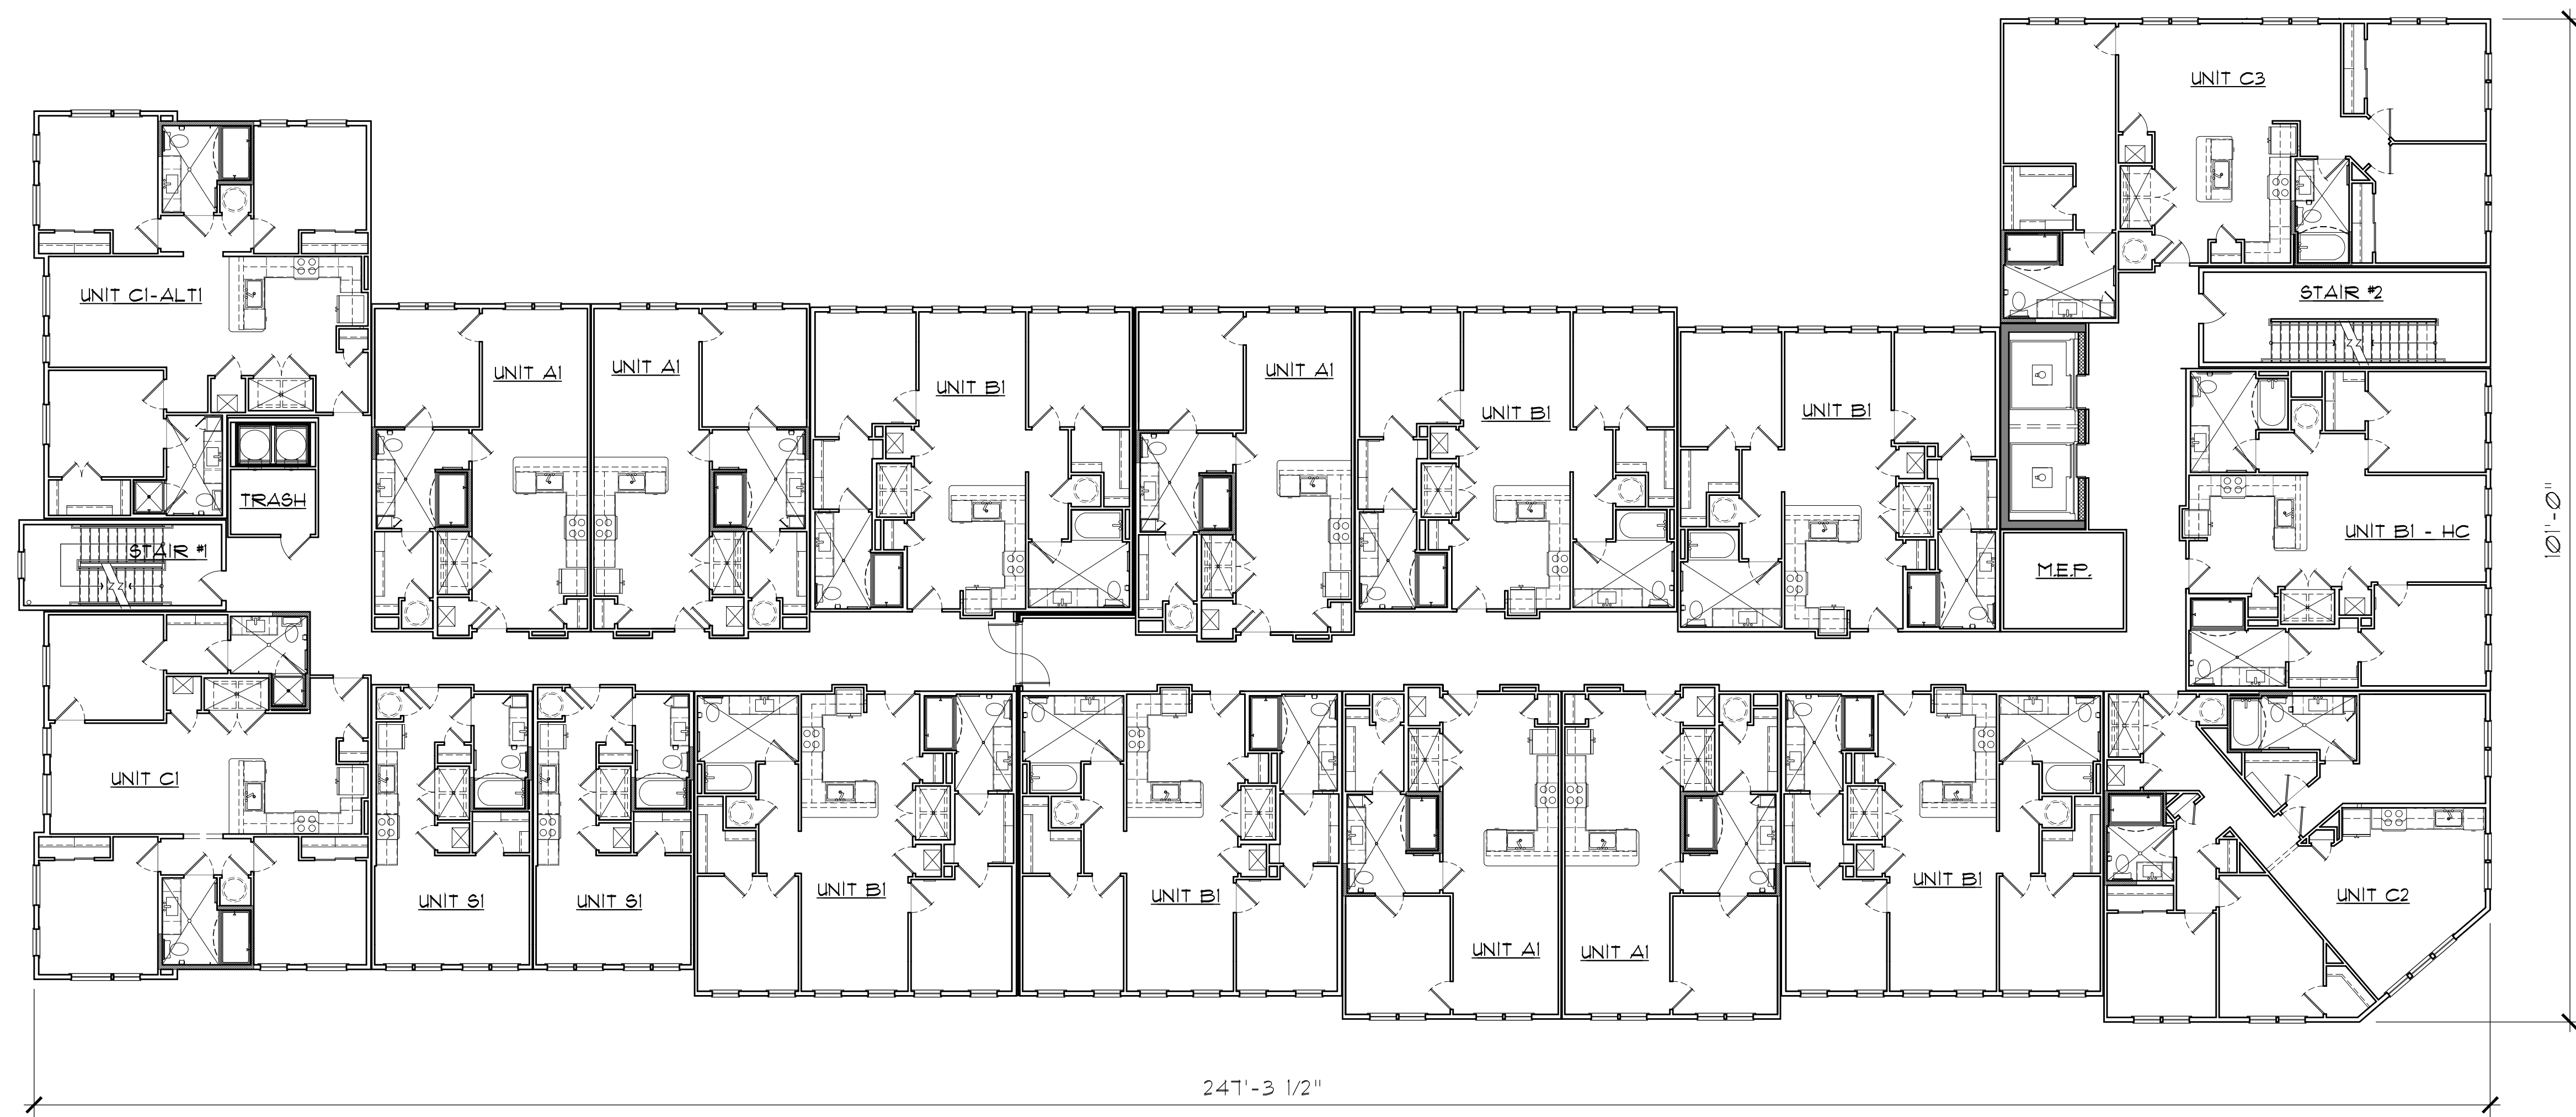 UNIT C3
UNIT C1-ALT1
STAIR #2
UNIT A1
UNIT A1
UNIT B1
UNIT A1
UNIT B1
UNIT B1
TRASH
STAIR #1
UNIT B1 - HC
M.E.P.
101'-0"
UNIT C1
UNIT S1
UNIT S1
UNIT B1
UNIT B1
UNIT A1
UNIT A1
UNIT B1
UNIT C2
247'-3 1/2"